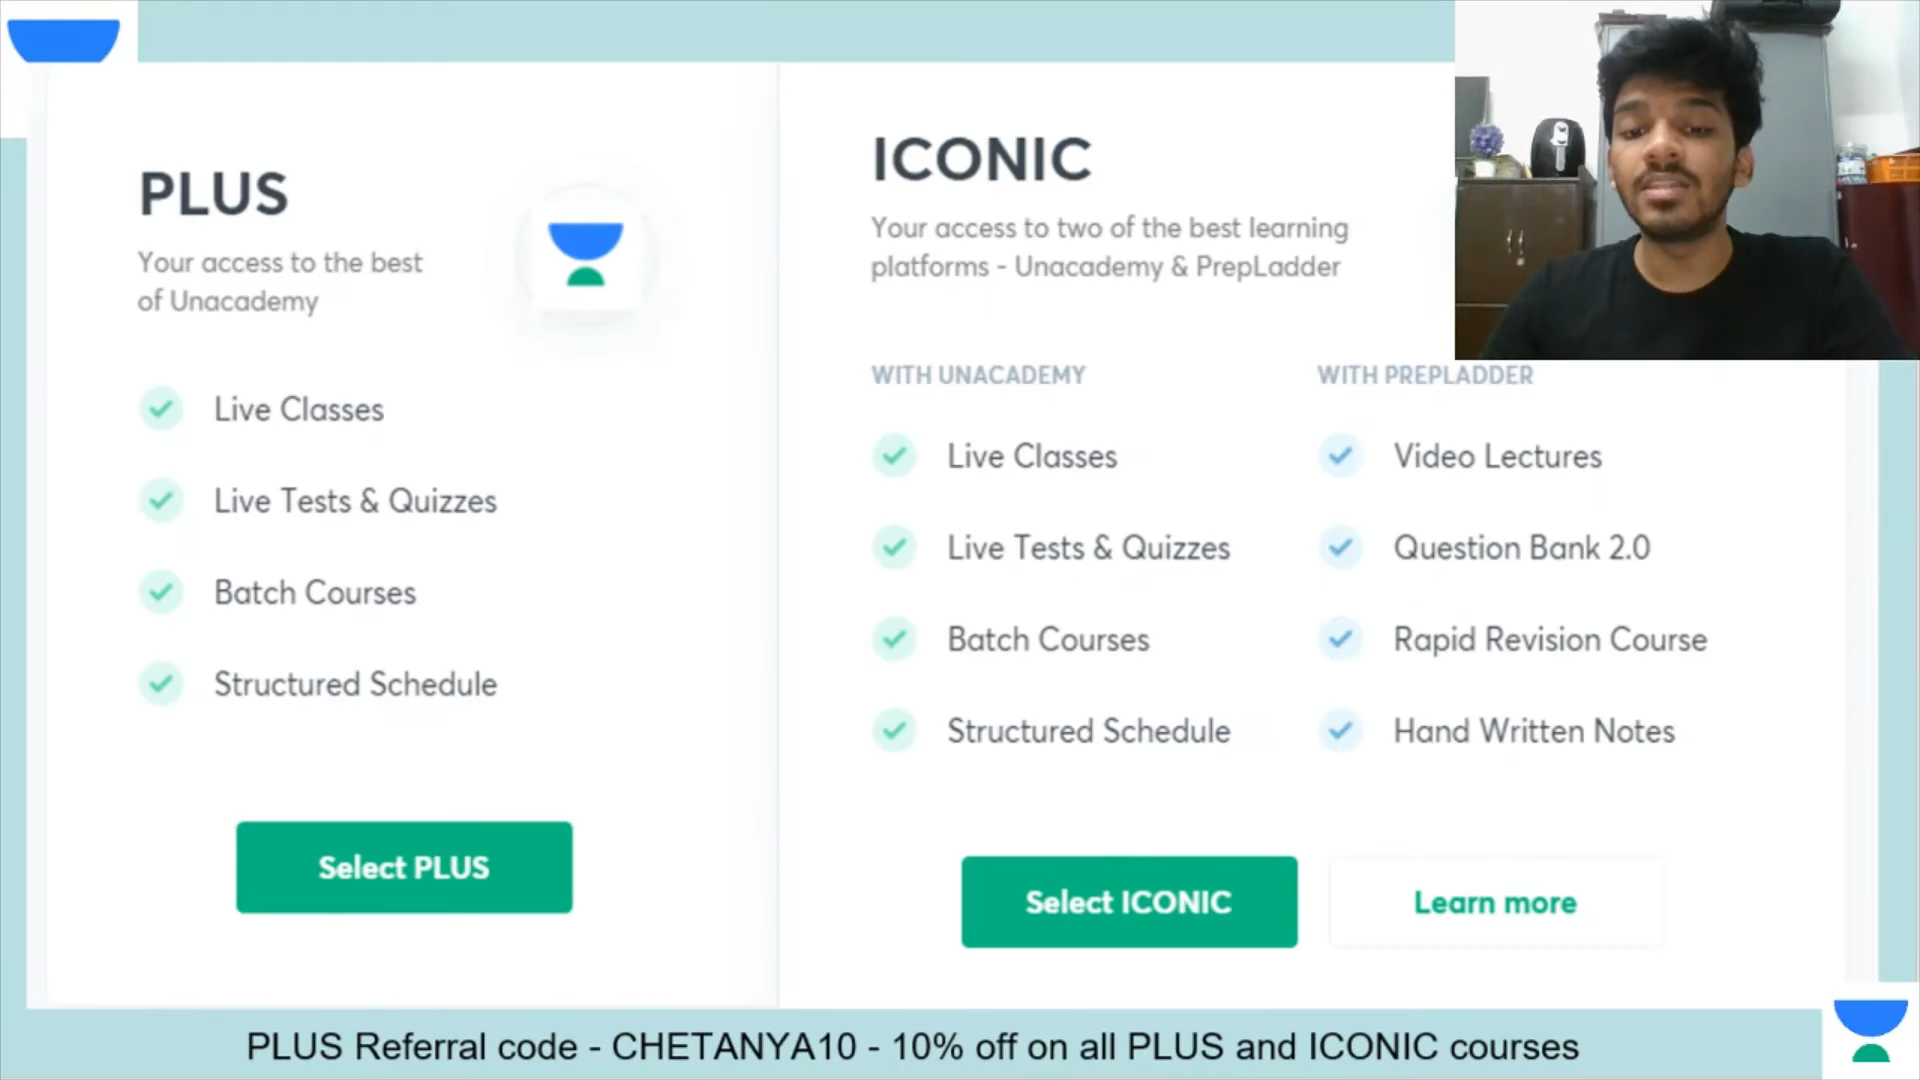 PLUS
Your access to the best
of Unacademy
Live Classes
Live Tests & Quizzes
Batch Courses
Structured Schedule
Select PLUS
ICONIC
Your access to two of the best learning
platforms - Unacademy & PrepLadder
WITH UNACADEMY
Live Classes
Live Tests & Quizzes
Batch Courses
Structured Schedule
WITH PREPLADDER
Video Lectures
Question Bank 2.0
Rapid Revision Course
Hand Written Notes
Select ICONIC
Learn more
PLUS Referral code - CHETANYA10 - 10% off on all PLUS and ICONIC courses